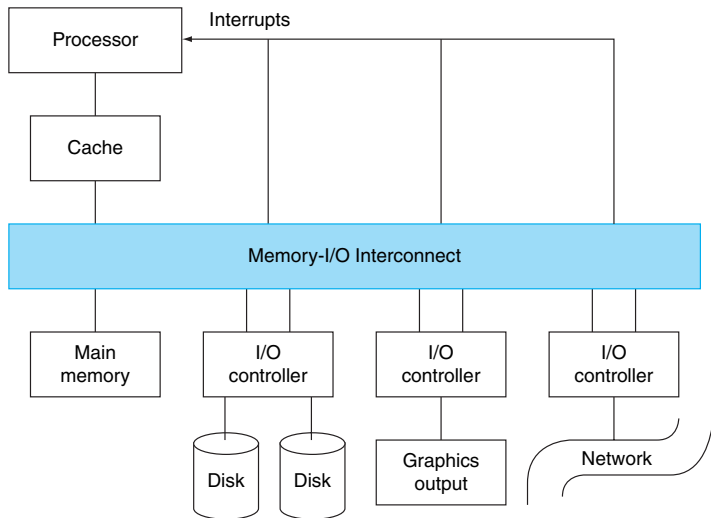 Interrupts
Processor
Cache
Memory-I/O Interconnect
Main
memory
I/O
controller
I/O
controller
I/O
controller
Disk
Disk
Graphics
output
Network